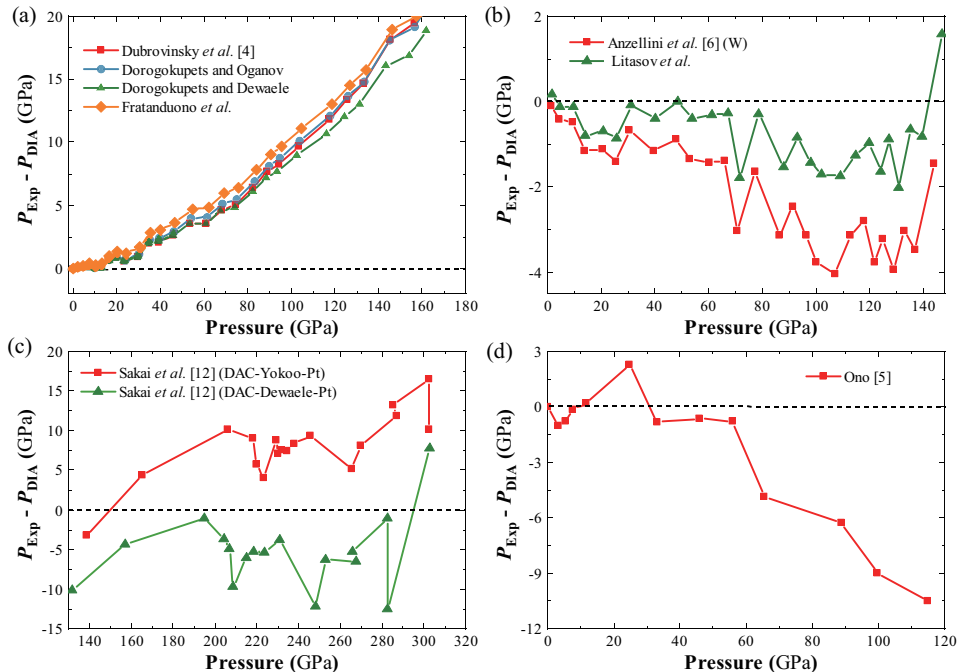 (a)
Dubrovinsky et al. [4]
Dorogokupets and Oganov
Dorogokupets and Dewaele
Fratanduono et al.
P_Exp - P_DIA (GPa)
20
15
10
5
0
0 20 40 60 80 100 120 140 160 180
Pressure (GPa)
(b)
Anzellini et al. [6] (W)
Litasov et al.
P_Exp - P_DIA (GPa)
2
0
-2
-4
0 20 40 60 80 100 120 140
Pressure (GPa)
(c)
Sakai et al. [12] (DAC-Yokoo-Pt)
Sakai et al. [12] (DAC-Dewaele-Pt)
P_Exp - P_DIA (GPa)
20
15
10
5
0
-5
-10
-15
140 160 180 200 220 240 260 280 300 320
Pressure (GPa)
(d)
Ono [5]
P_Exp - P_DIA (GPa)
3
0
-3
-6
-9
-12
0 20 40 60 80 100 120
Pressure (GPa)